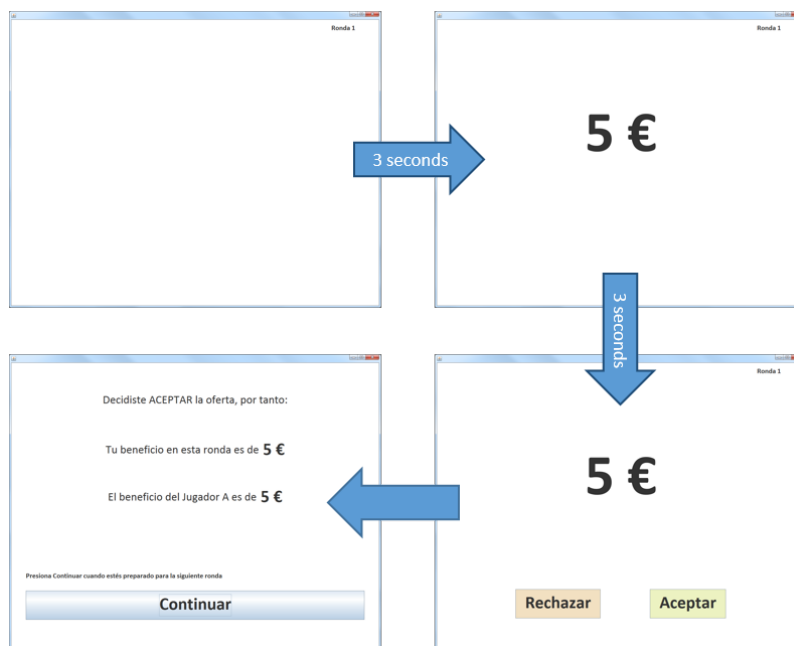 Ronda 1
3 seconds
Ronda 1
5 €
3 seconds
Ronda 1
5 €
Rechazar
Aceptar
Decidiste ACEPTAR la oferta, por tanto:
Tu beneficio en esta ronda es de 5 €
El beneficio del Jugador A es de 5 €
Presiona Continuar cuando estés preparado para la siguiente ronda
Continuar